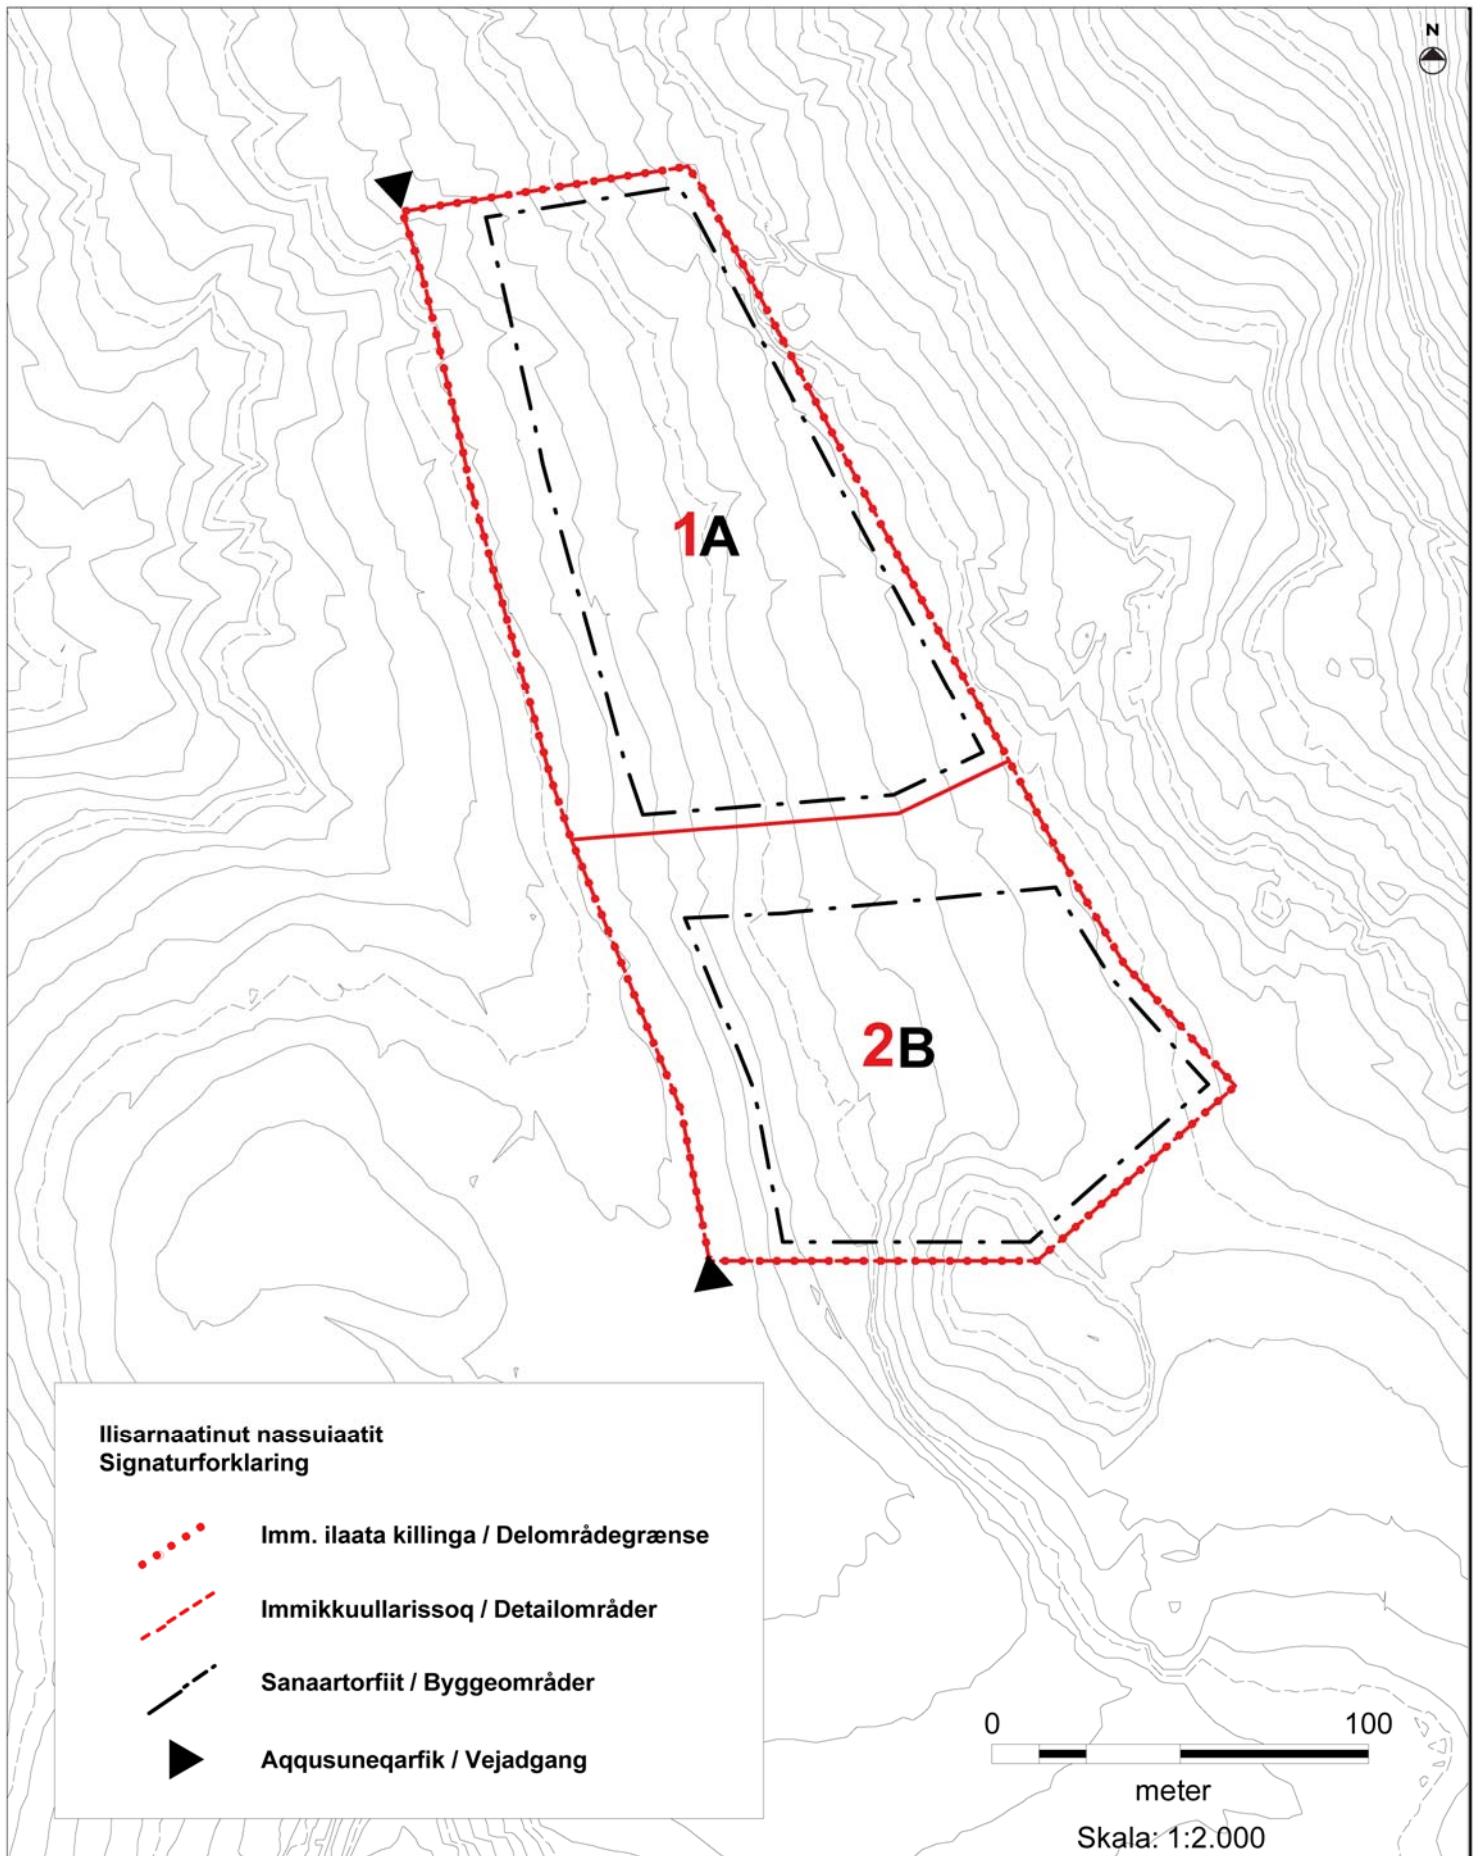 N
1A
2B
Ilisarnaatinut nassuiaatit
Signaturforklaring
Imm. ilaata killinga / Delområdegrænse
Immikkuullarissoq / Detailområder
Sanaartorfiit / Byggeområder
Aqqusuneqarfik / Vejadgang
0 100
meter
Skala: 1:2.000